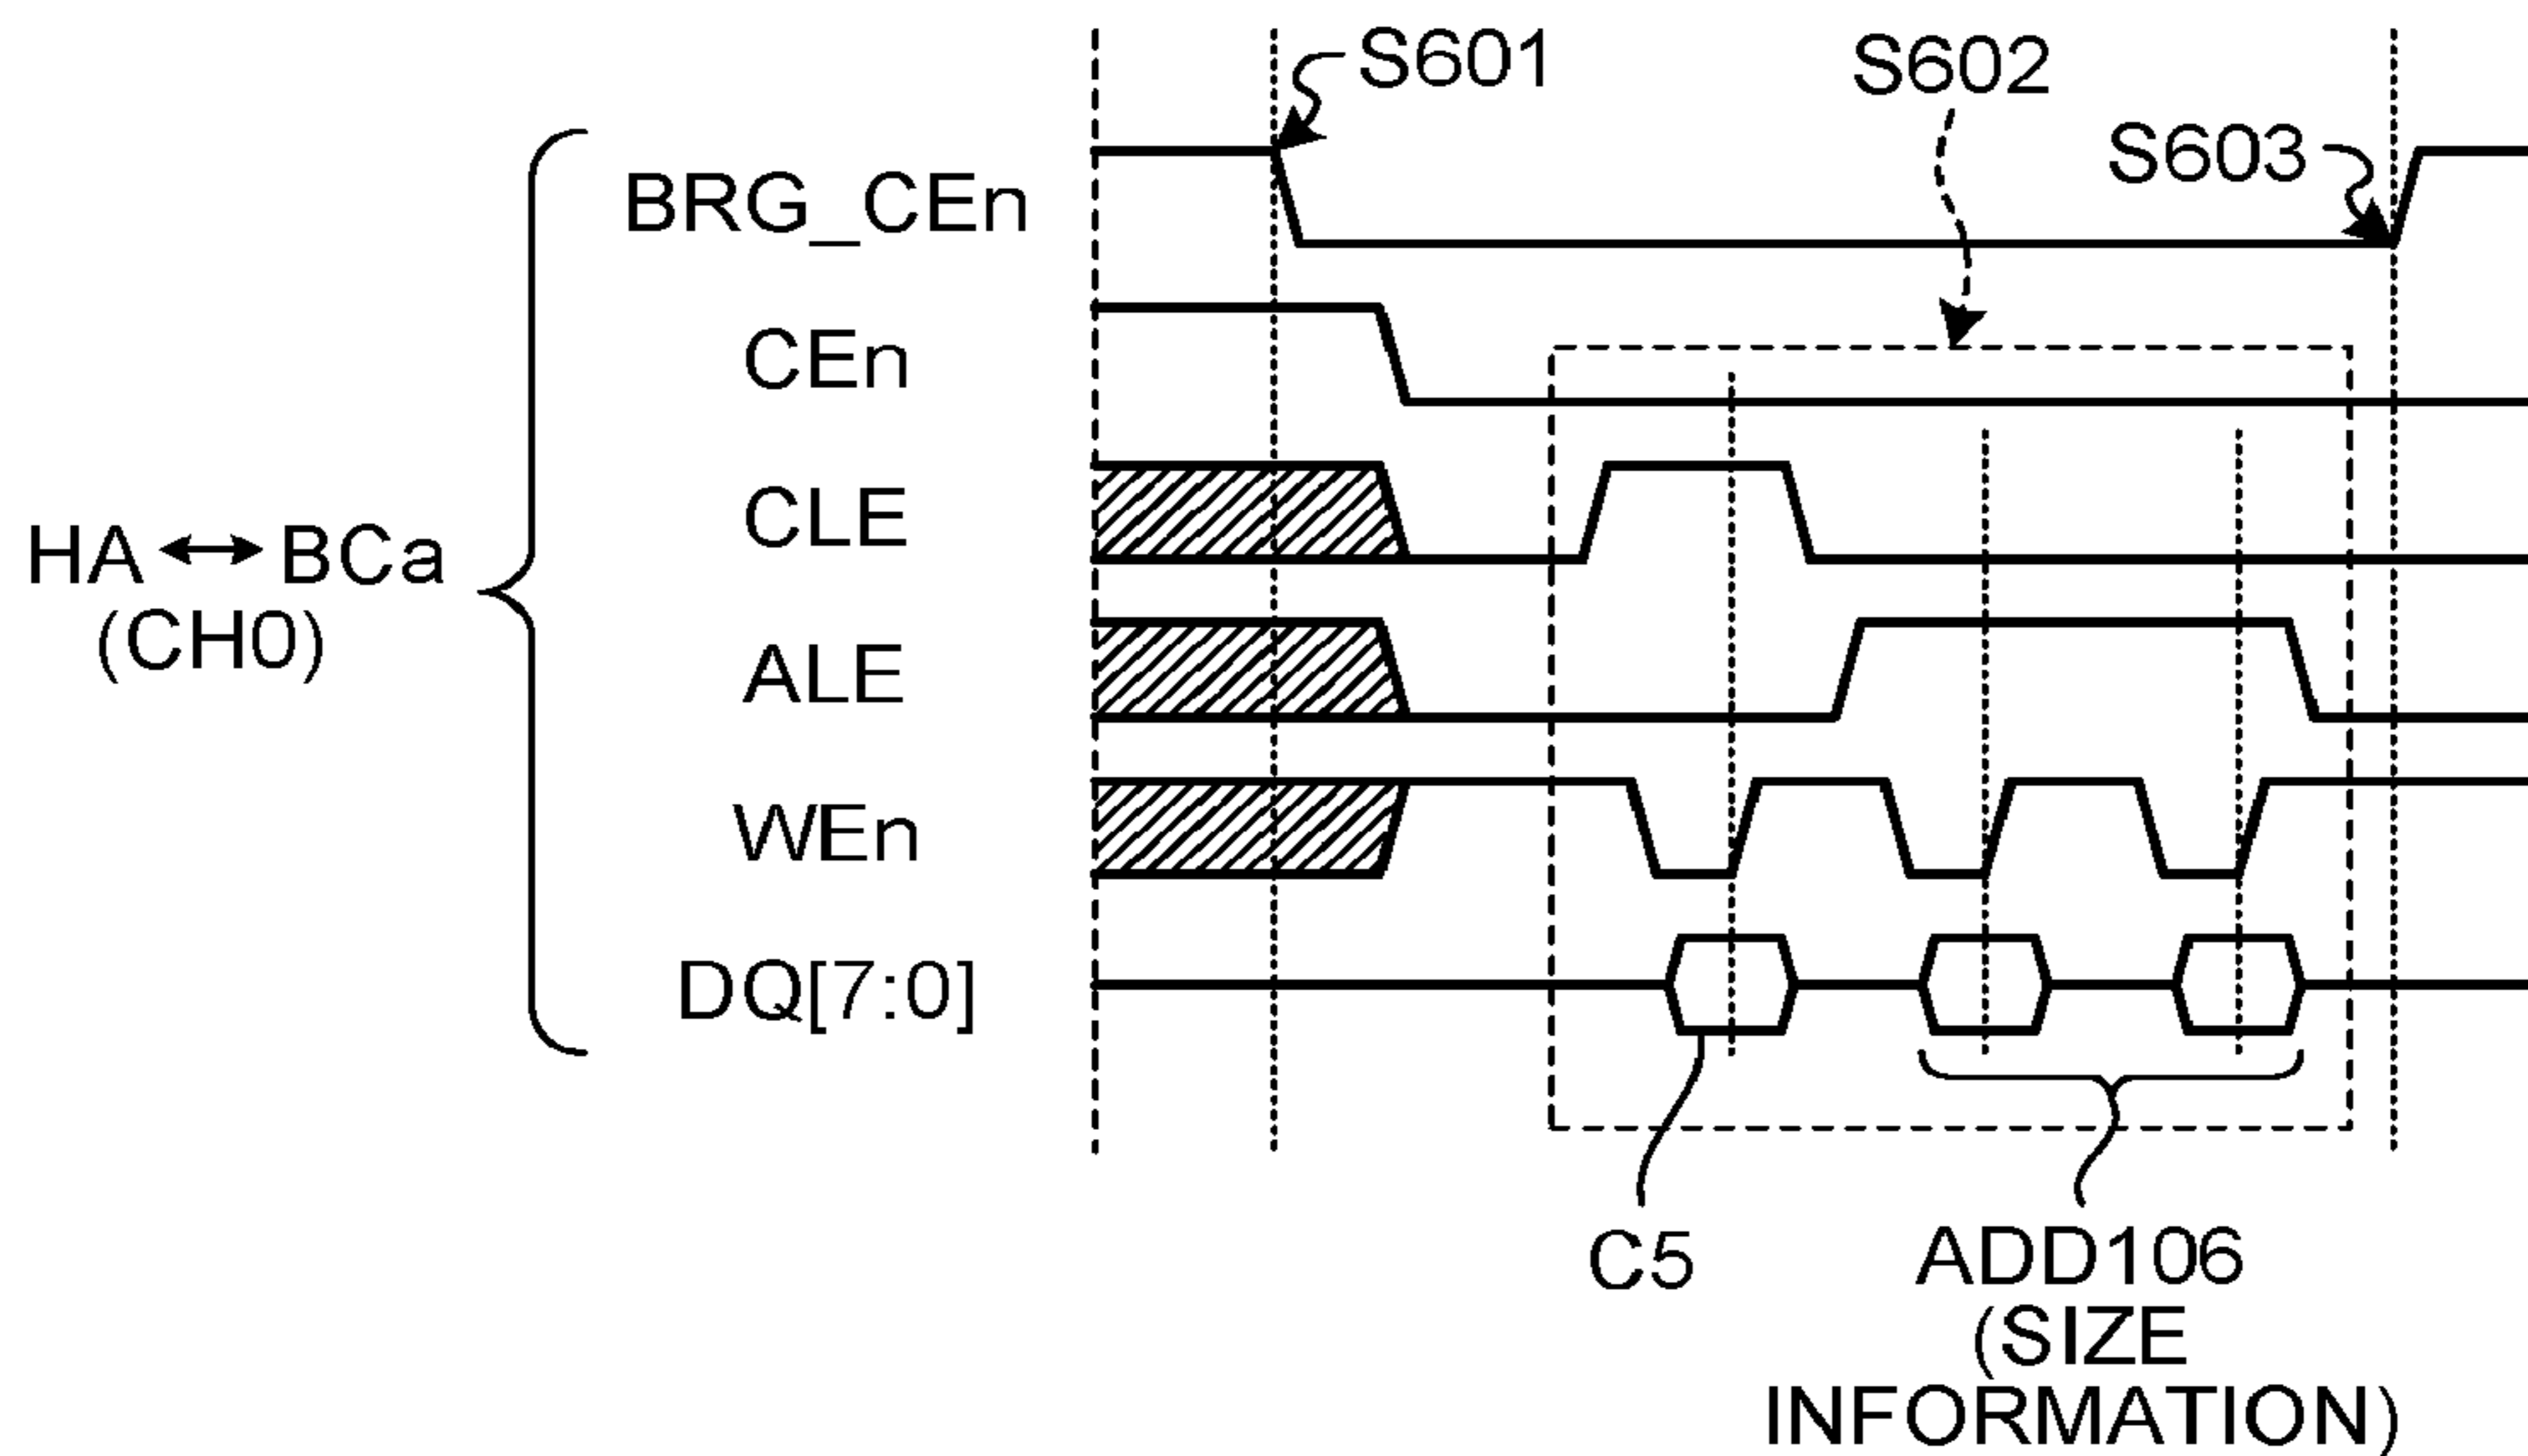 S601
S602
S603
BRG_CEn
CEn
CLE
HA ↔ BCa
(CH0)
ALE
WEn
DQ[7:0]
C5
ADD106
(SIZE
INFORMATION)